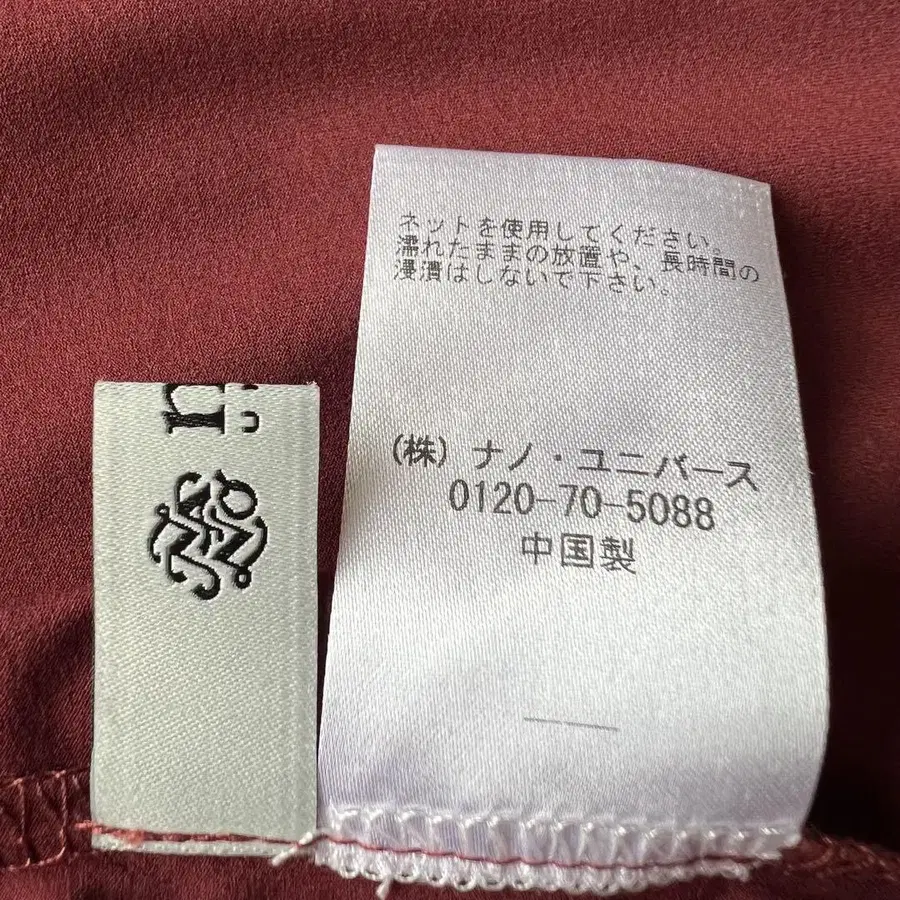 ネットを使用してください。
濡れたままの放置や、長時間の
浸漬はしないで下さい。
(株) ナノ・ユニバース
0120-70-5088
中国製